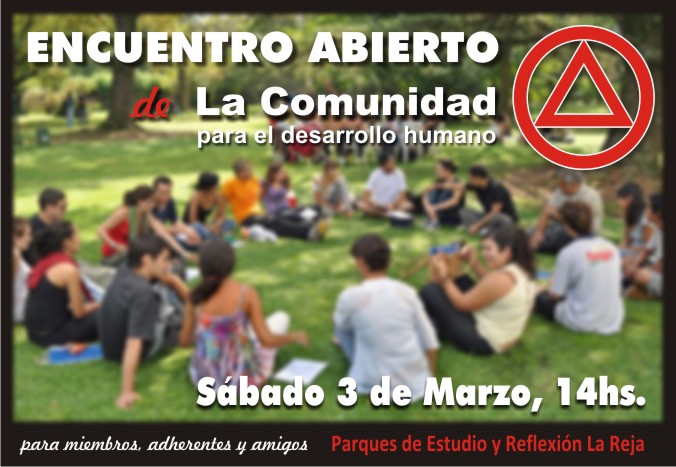 ENCUENTRO ABIERTO
de La Comunidad
para el desarrollo humano
Sábado 3 de Marzo, 14hs.
para miembros, adherentes y amigos Parques de Estudio y Reflexión La Reja